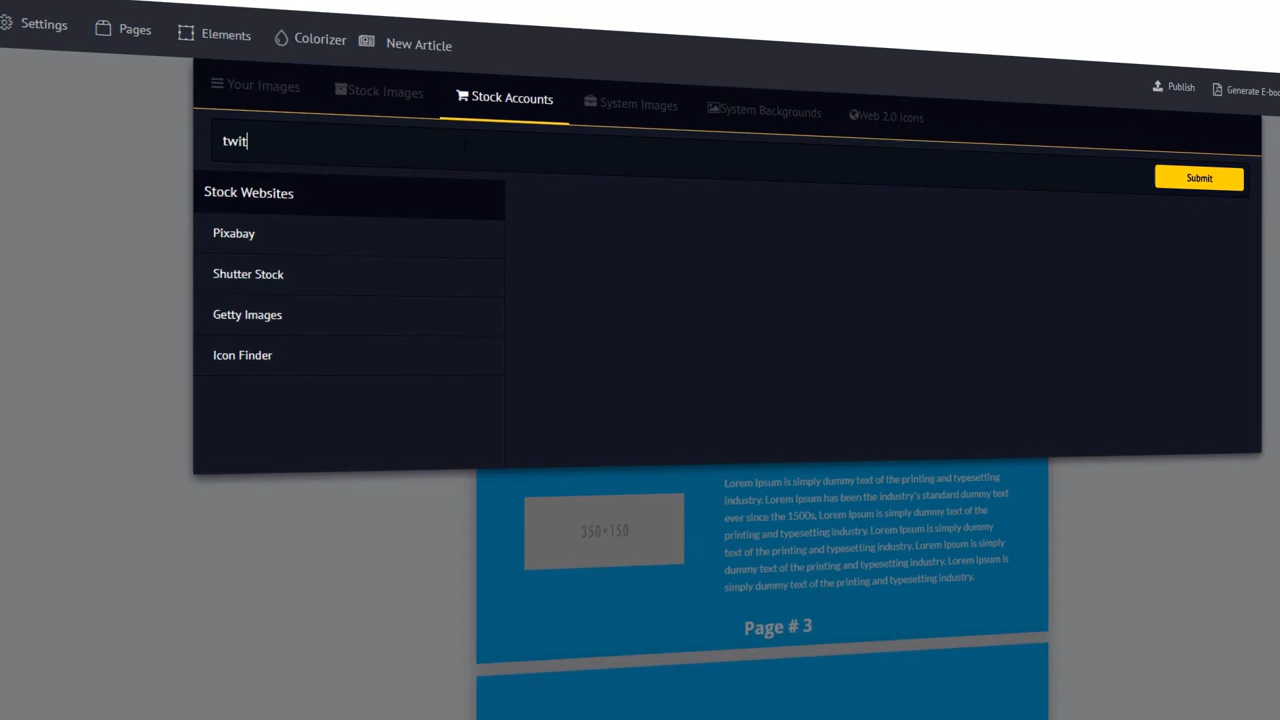 Settings
Pages
Elements
Colorizer
New Article
Publish
Generate E-boo
Your Images
Stock Images
Stock Accounts
System Images
System Backgrounds
Web 2.0 Icons
twit
Submit
Stock Websites
Pixabay
Shutter Stock
Getty Images
Icon Finder
350×150
Lorem Ipsum is simply dummy text of the printing and typesetting
industry. Lorem Ipsum has been the industry's standard dummy text
ever since the 1500s, Lorem Ipsum is simply dummy text of the
printing and typesetting industry. Lorem Ipsum is simply dummy
text of the printing and typesetting industry. Lorem Ipsum is simply
dummy text of the printing and typesetting industry. Lorem Ipsum is
simply dummy text of the printing and typesetting industry.
Page # 3